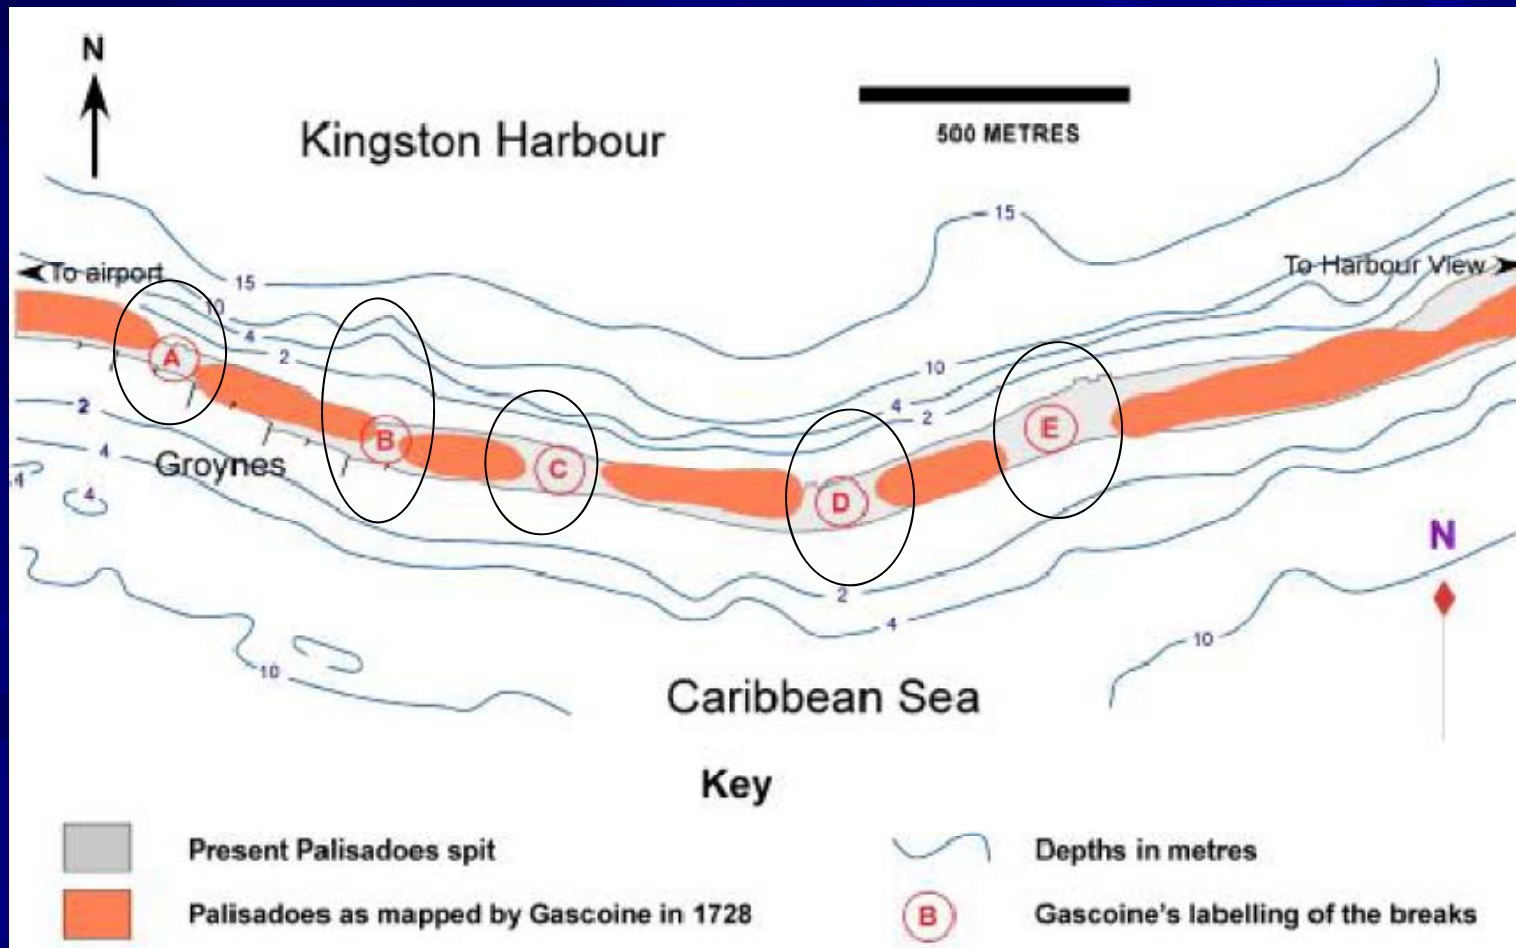 N
Kingston Harbour
500 METRES
15
To airport
To Harbour View
15
10
4
2
A
10
4
2
2
B
C
D
E
4
Groynes
4
4
N
2
4
10
10
Caribbean Sea
Key
Present Palisadoes spit
Depths in metres
Palisadoes as mapped by Gascoine in 1728
B
Gascoine's labelling of the breaks